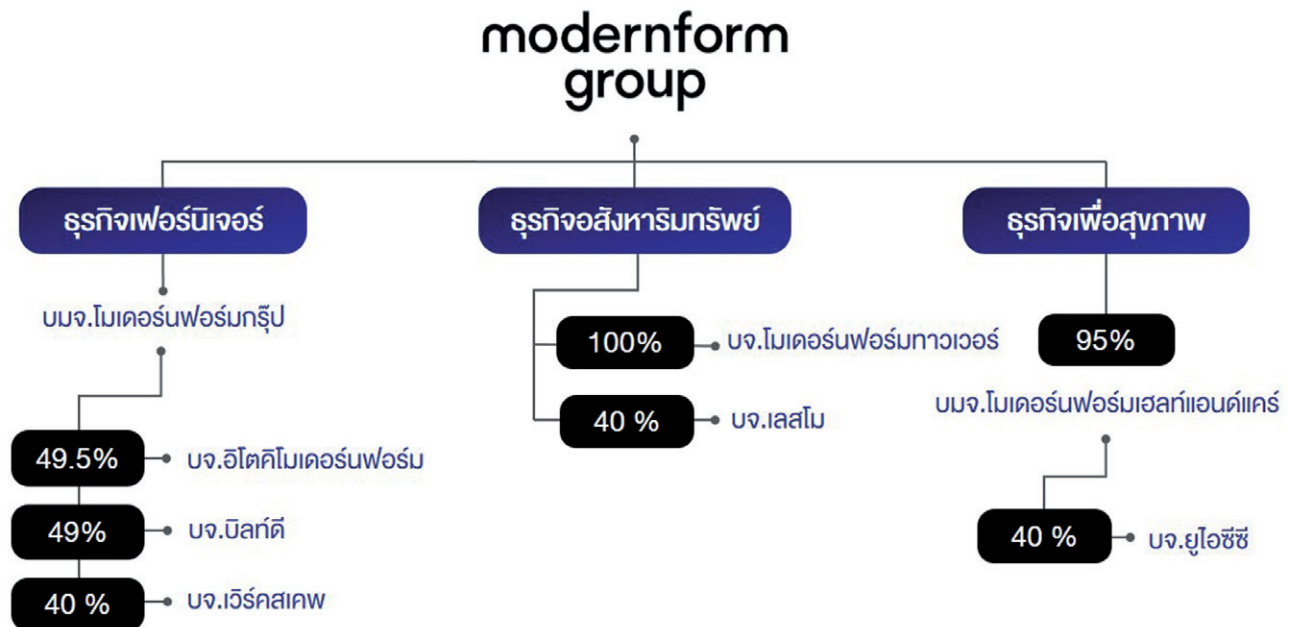 modernform
group
ธุรกิจเฟอร์นิเจอร์
ธุรกิจอสังหาริมทรัพย์
ธุรกิจเพื่อสุขภาพ
บมจ.โมเดอร์นฟอร์มกรุ๊ป
49.5% บจ.อิโตคิโมเดอร์นฟอร์ม
49% บจ.บิลท์ดี
40 % บจ.เวิร์คสเคพ
100% บจ.โมเดอร์นฟอร์มทาวเวอร์
40 % บจ.เลสโม
95%
บมจ.โมเดอร์นฟอร์มเฮลท์แอนด์แคร์
40 % บจ.ยูไอซีซี